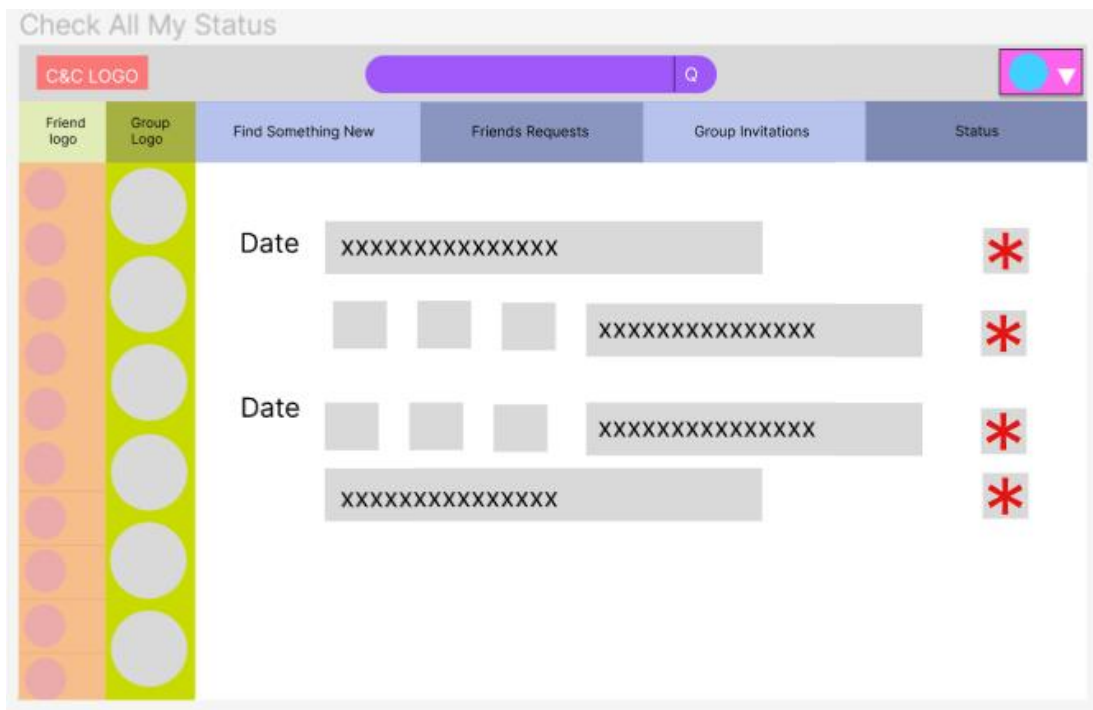 Check All My Status
C&C LOGO
Q
Friend
logo
Group
Logo
Find Something New
Friends Requests
Group Invitations
Status
Date
XXXXXXXXXXXXXXX
*
XXXXXXXXXXXXXXX
*
Date
XXXXXXXXXXXXXXX
*
XXXXXXXXXXXXXXX
*